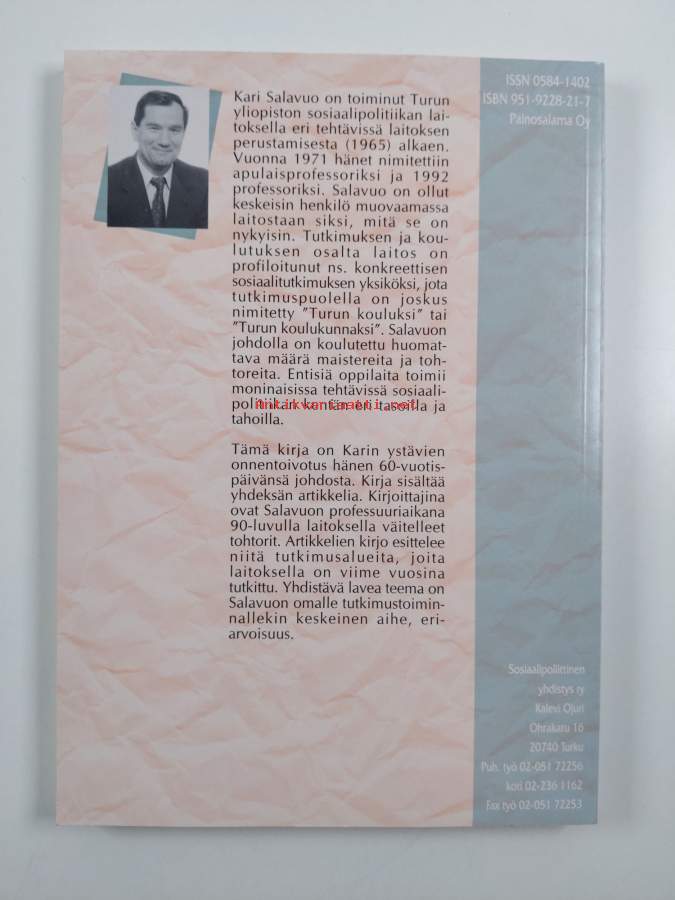 ISSN 0584-1402
ISBN 951-9228-21-7
Painosalama Oy
Kari Salavuo on toiminut Turun
yliopiston sosiaalipolitiikan lai-
toksella eri tehtävissä laitoksen
perustamisesta (1965) alkaen.
Vuonna 1971 hänet nimitettiin
apulaisprofessoriksi ja 1992
professoriksi. Salavuo on ollut
keskeisin henkilö muovaamassa
laitostaan siksi, mitä se on
nykyisin. Tutkimuksen ja kou-
lutuksen osalta laitos on
profiloitunut ns. konkreettisen
sosiaalitutkimuksen yksiköksi, jota
tutkimuspuolella on joskus
nimitetty "Turun kouluksi" tai
"Turun koulukunnaksi". Salavuon
johdolla on koulutettu huomat-
tava määrä maistereita ja toh-
toreita. Entisiä oppilaita toimii
moninaisissa tehtävissä sosiaali-
politiikan kentän eri tasoilla ja
Antikvariaatti.net
tahoilla.
Tämä kirja on Karin ystävien
onnentoivotus hänen 60-vuotis-
päivänsä johdosta. Kirja sisältää
yhdeksän artikkelia. Kirjoittajina
ovat Salavuon professuuriaikana
90-luvulla laitoksella väitelleet
tohtorit. Artikkelien kirjo esittelee
niitä tutkimusalueita, joita
laitoksella on viime vuosina
tutkittu. Yhdistävä lavea teema on
Salavuon omalle tutkimustoimin-
nallekin keskeinen aihe, eri-
arvoisuus.
Sosiaalipoliittinen
yhdistys ry
Kalevi Ojuri
Ohrakatu 16
20740 Turku
Puh. työ 02-051 72256
koti 02-236 1162
Fax työ 02-051 72253